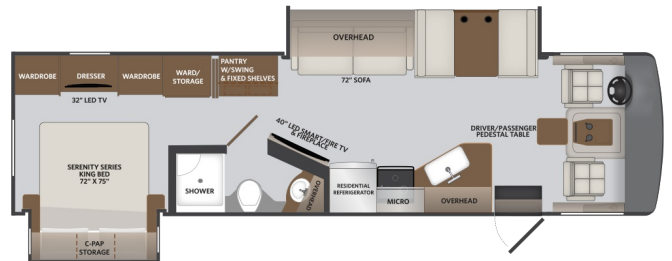 OVERHEAD
72" SOFA
WARDROBE
DRESSER
WARDROBE
WARD/
STORAGE
PANTRY
W/SWING
& FIXED SHELVES
32" LED TV
40" LED SMART/FIRE TV
& FIREPLACE
DRIVER/PASSENGER
PEDESTAL TABLE
SERENITY SERIES
KING BED
72" X 75"
SHOWER
OVERHEAD
RESIDENTIAL
REFRIGERATOR
MICRO
OVERHEAD
C-PAP
STORAGE